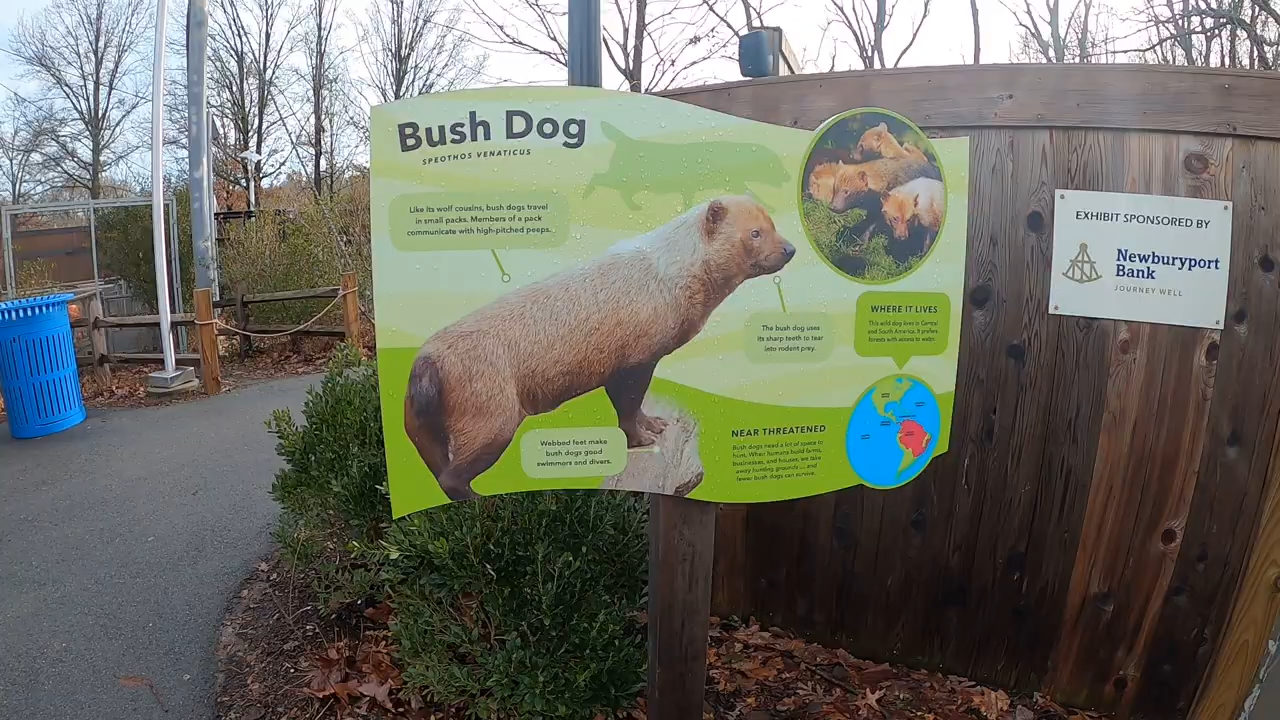 Bush Dog
SPEOTHOS VENATICUS
Like its wolf cousins, bush dogs travel
in small packs. Members of a pack
communicate with high-pitched peeps.
The bush dog uses
its sharp teeth to tear
into rodent prey.
WHERE IT LIVES
This wild dog lives in Central
and South America. It prefers
forests with access to water.
Webbed feet make
bush dogs good
swimmers and divers.
NEAR THREATENED
Bush dogs need a lot of space to
hunt. When humans build farms,
businesses, and houses, we take
away hunting grounds ... and
fewer bush dogs can survive.
EXHIBIT SPONSORED BY
Newburyport
Bank
JOURNEY WELL